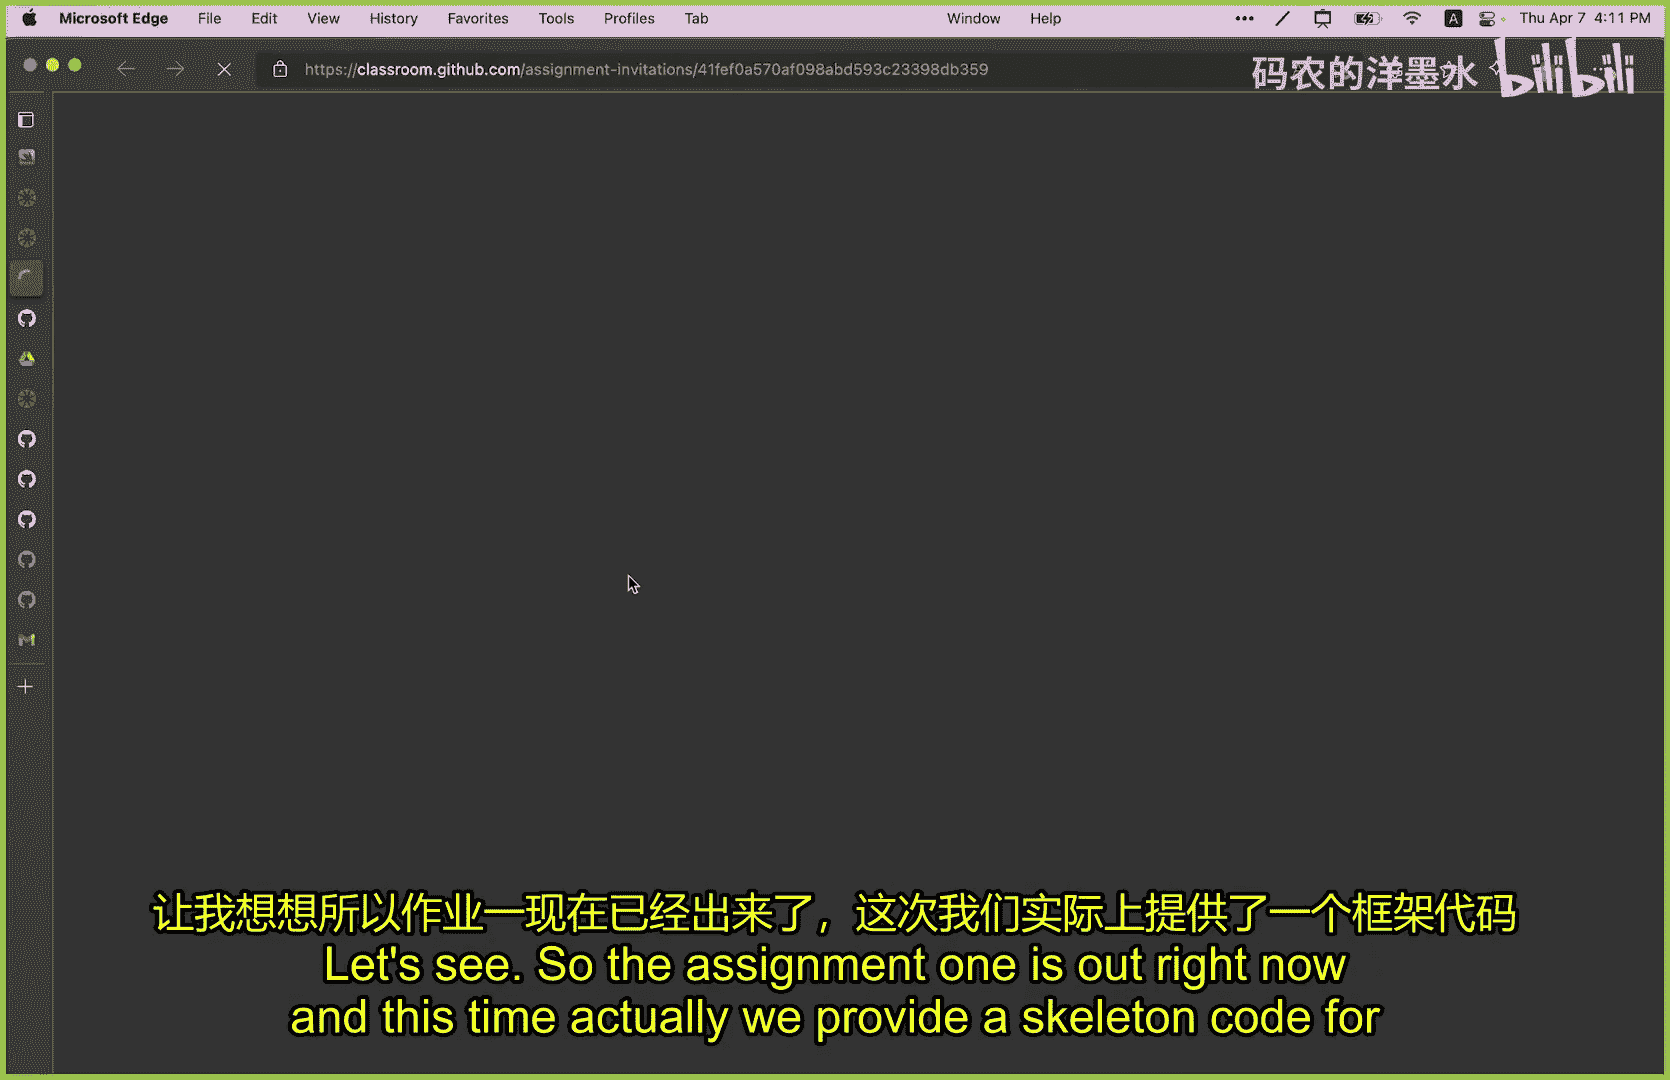 Microsoft Edge File Edit View History Favorites Tools Profiles Tab Window Help A Thu Apr 7 4:11 PM
https://classroom.github.com/assignment-invitations/41fef0a570af098abd593c23398db359
码农的洋墨水 bilibili
让我想想所以作业一现在已经出来了，这次我们实际上提供了一个框架代码
Let's see. So the assignment one is out right now
and this time actually we provide a skeleton code for